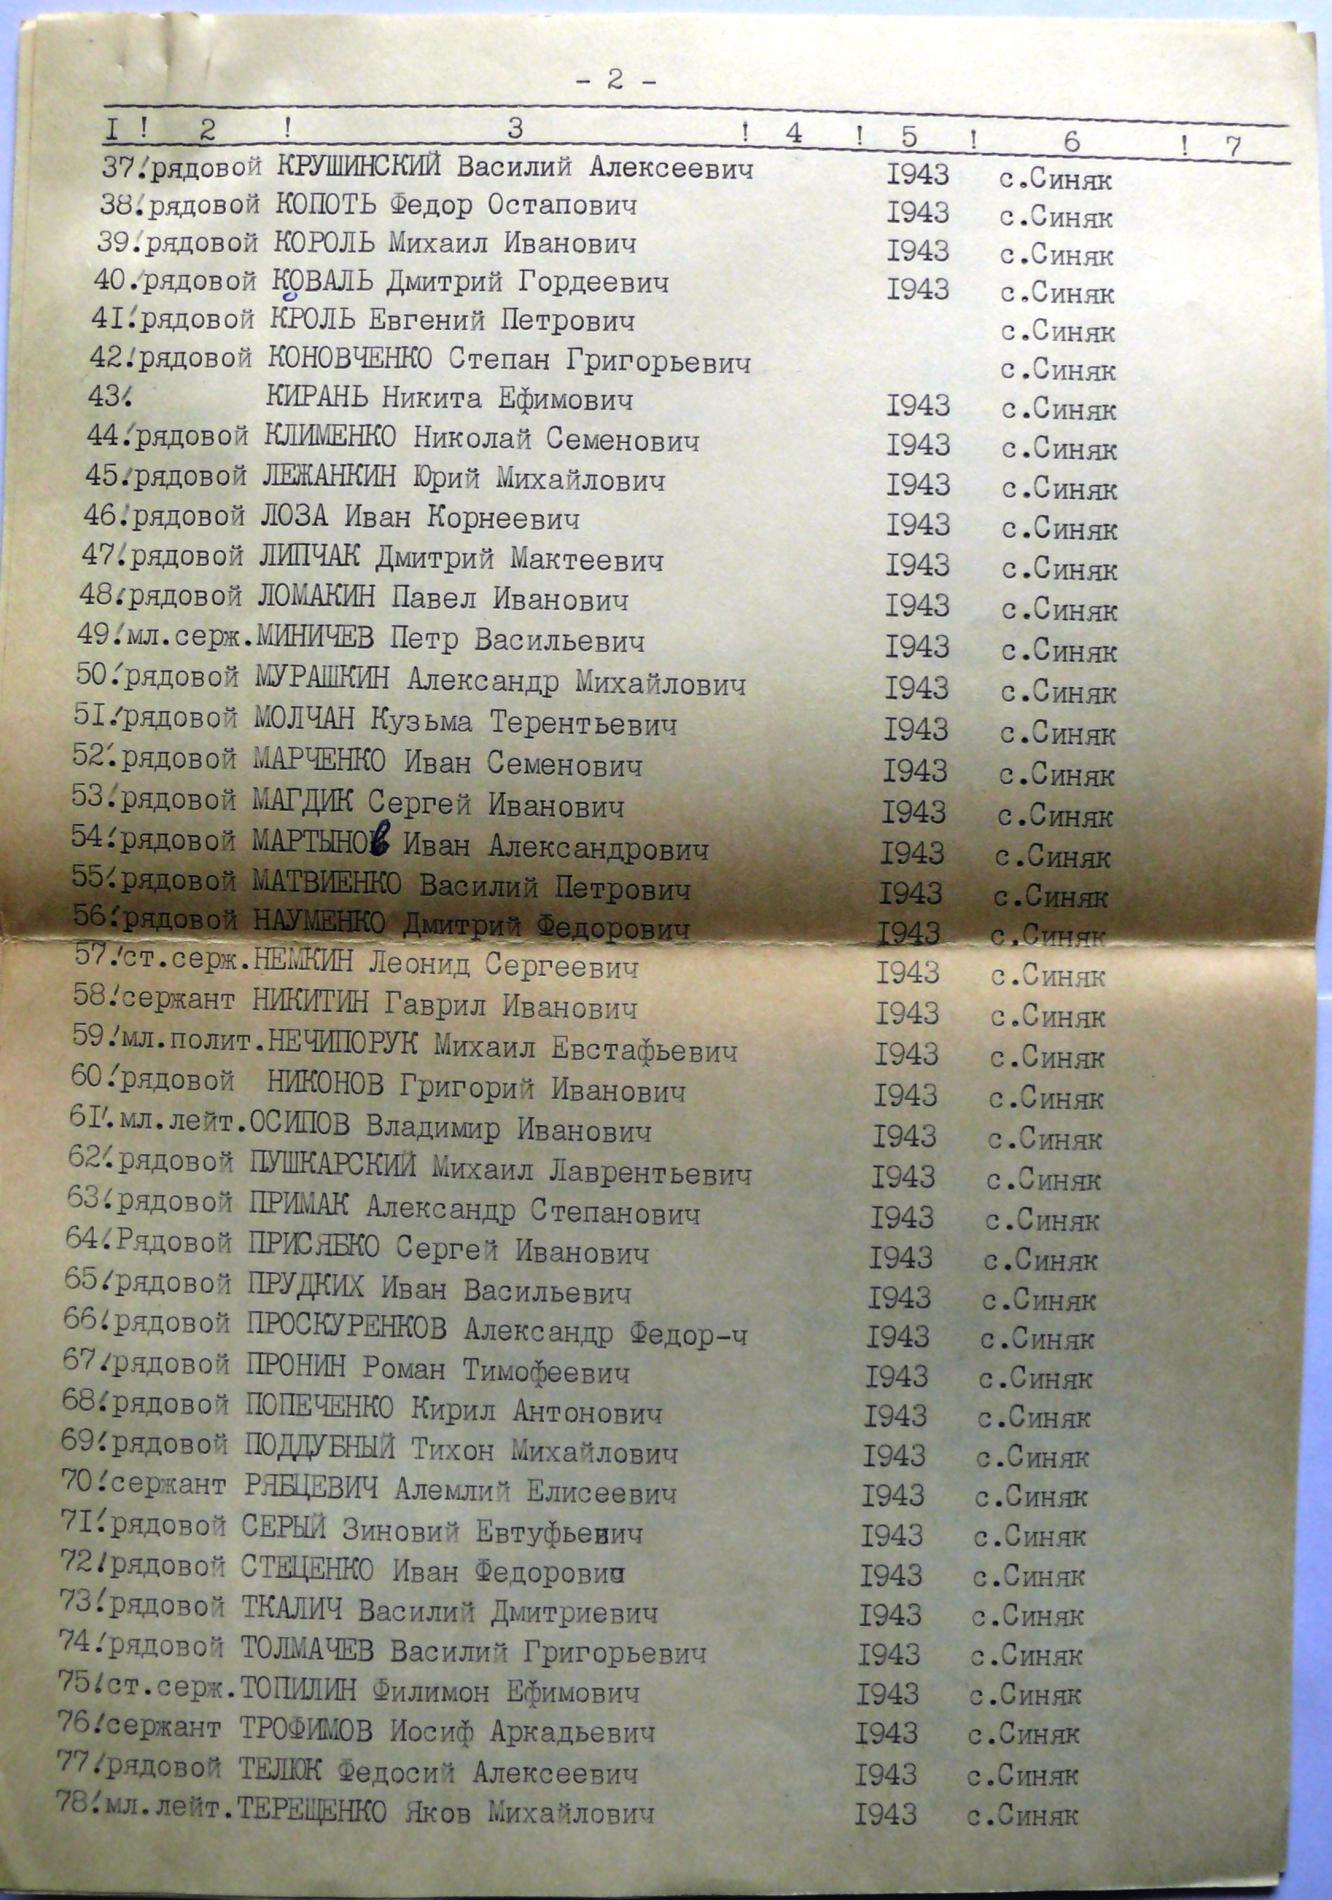 - 2 -
I ! 2 ! 3 ! 4 ! 5 ! 6 ! 7
37.рядовой КРУШИНСКИЙ Василий Алексеевич I943 с.Синяк
38.рядовой КОПОТЬ Федор Остапович I943 с.Синяк
39.рядовой КОРОЛЬ Михаил Иванович I943 с.Синяк
40.рядовой КОВАЛЬ Дмитрий Гордеевич I943 с.Синяк
4I.рядовой КРОЛЬ Евгений Петрович с.Синяк
42.рядовой КОНОВЧЕНКО Степан Григорьевич с.Синяк
43. КИРАНЬ Никита Ефимович I943 с.Синяк
44.рядовой КЛИМЕНКО Николай Семенович I943 с.Синяк
45.рядовой ЛЕЖАНКИН Юрий Михайлович I943 с.Синяк
46.рядовой ЛОЗА Иван Корнеевич I943 с.Синяк
47.рядовой ЛИПЧАК Дмитрий Мактеевич I943 с.Синяк
48.рядовой ЛОМАКИН Павел Иванович I943 с.Синяк
49.мл.серж.МИНИЧЕВ Петр Васильевич I943 с.Синяк
50.рядовой МУРАШКИН Александр Михайлович I943 с.Синяк
5I.рядовой МОЛЧАН Кузьма Терентьевич I943 с.Синяк
52.рядовой МАРЧЕНКО Иван Семенович I943 с.Синяк
53.рядовой МАГДИК Сергей Иванович I943 с.Синяк
54.рядовой МАРТЫНОв Иван Александрович I943 с.Синяк
55.рядовой МАТВИЕНКО Василий Петрович I943 с.Синяк
56.рядовой НАУМЕНКО Дмитрий Федорович I943 с.Синяк
57.ст.серж.НЕМКИН Леонид Сергеевич I943 с.Синяк
58.сержант НИКИТИН Гаврил Иванович I943 с.Синяк
59.мл.полит.НЕЧИПОРУК Михаил Евстафьевич I943 с.Синяк
60.рядовой НИКОНОВ Григорий Иванович I943 с.Синяк
6I.мл.лейт.ОСИПОВ Владимир Иванович I943 с.Синяк
62.рядовой ПУШКАРСКИЙ Михаил Лаврентьевич I943 с.Синяк
63.рядовой ПРИМАК Александр Степанович I943 с.Синяк
64.Рядовой ПРИСЯБКО Сергей Иванович I943 с.Синяк
65.рядовой ПРУДКИХ Иван Васильевич I943 с.Синяк
66.рядовой ПРОСКУРЕНКОВ Александр Федор-ч I943 с.Синяк
67.рядовой ПРОНИН Роман Тимофеевич I943 с.Синяк
68.рядовой ПОПЕЧЕНКО Кирил Антонович I943 с.Синяк
69.рядовой ПОДДУБНЫЙ Тихон Михайлович I943 с.Синяк
70.сержант РЯБЦЕВИЧ Алемлий Елисеевич I943 с.Синяк
7I.рядовой СЕРЫЙ Зиновий Евтуфьевич I943 с.Синяк
72.рядовой СТЕЦЕНКО Иван Федорович I943 с.Синяк
73.рядовой ТКАЛИЧ Василий Дмитриевич I943 с.Синяк
74.рядовой ТОЛМАЧЕВ Василий Григорьевич I943 с.Синяк
75.ст.серж.ТОПИЛИН Филимон Ефимович I943 с.Синяк
76.сержант ТРОФИМОВ Иосиф Аркадьевич I943 с.Синяк
77.рядовой ТЕЛЮК Федосий Алексеевич I943 с.Синяк
78.мл.лейт.ТЕРЕЩЕНКО Яков Михайлович I943 с.Синяк